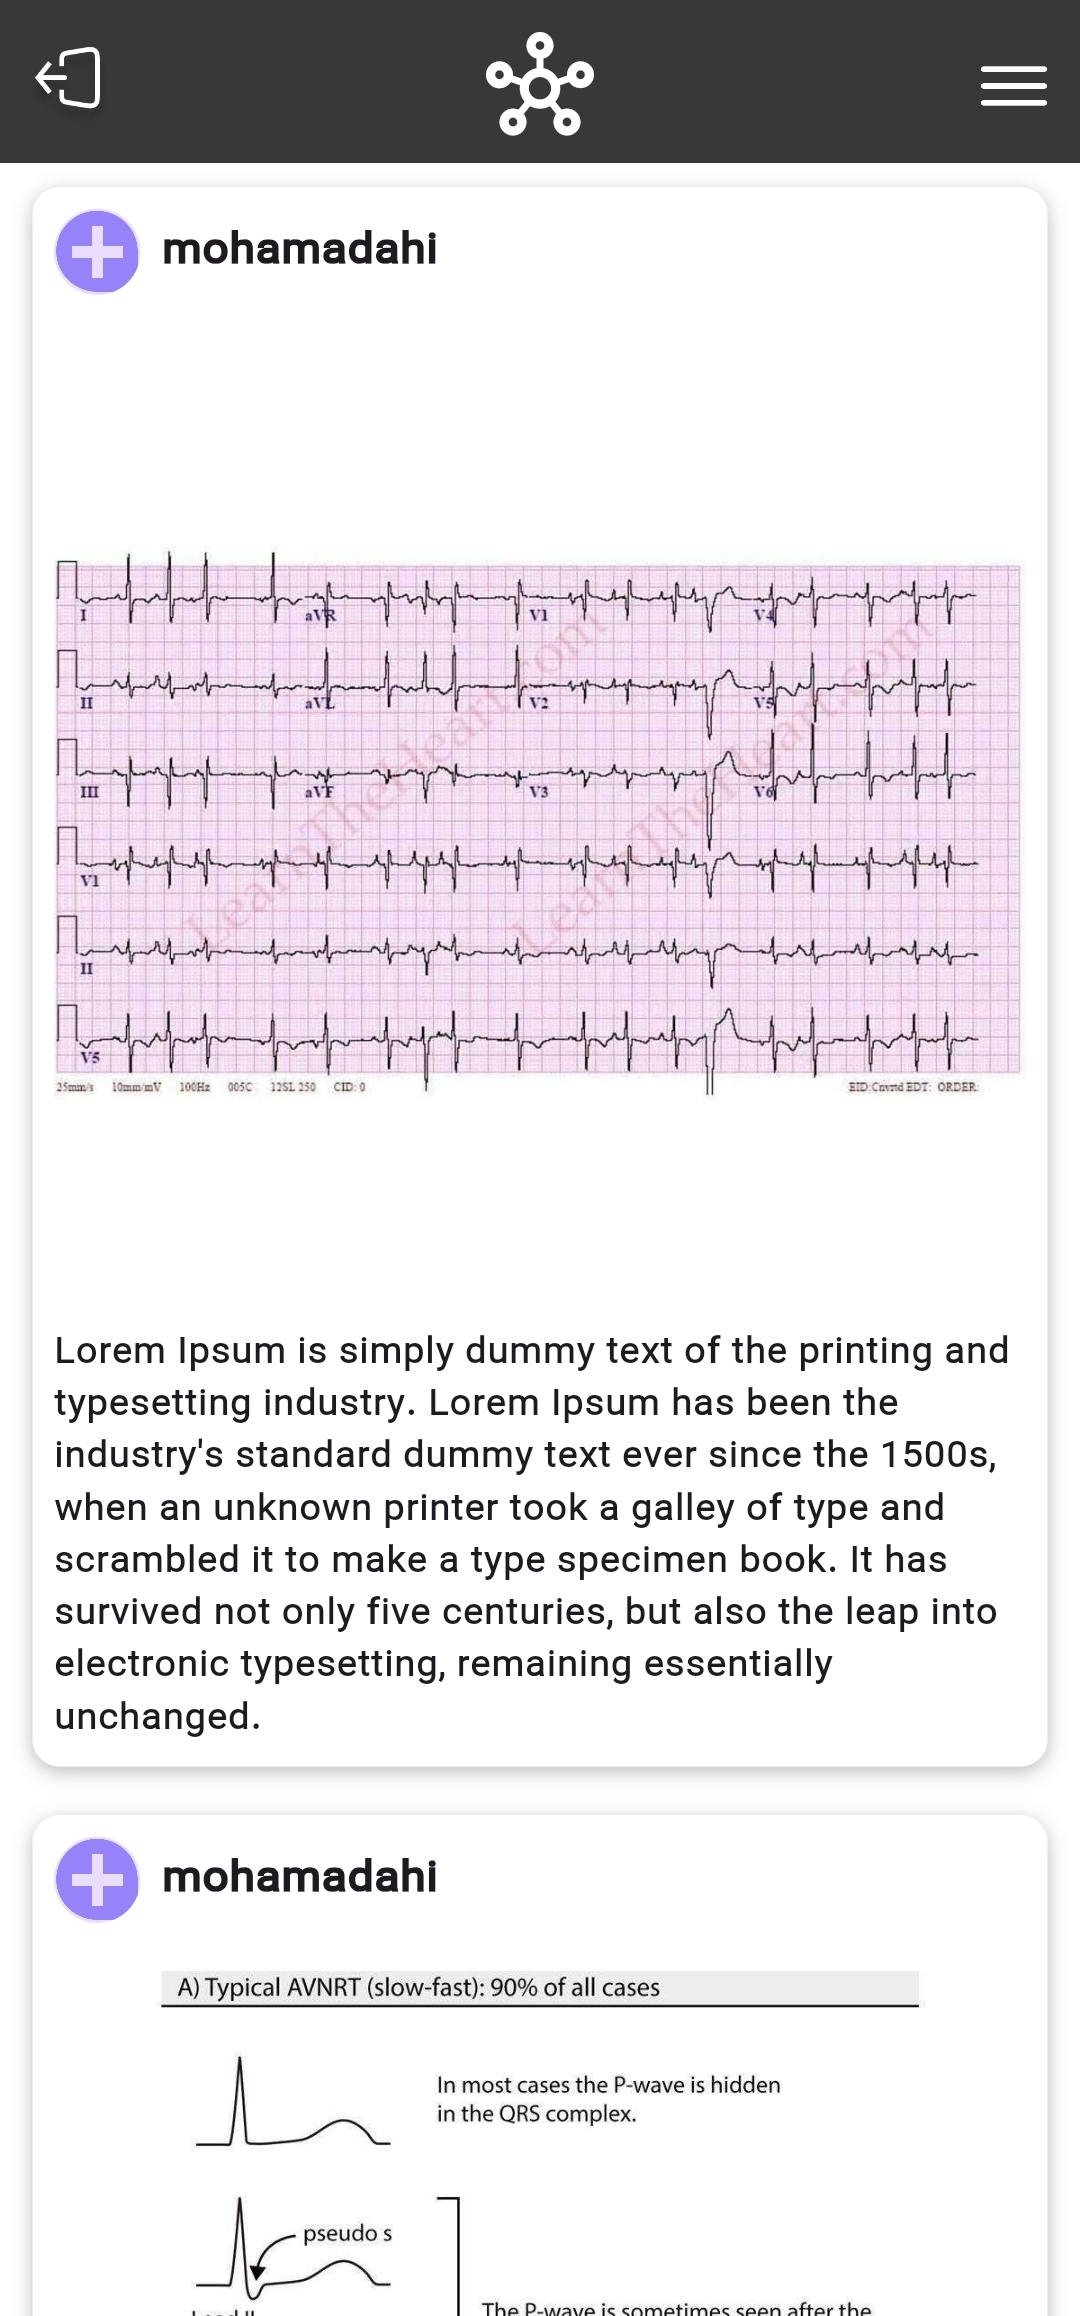 mohamadahi
I
aVR
V1
V4
II
aVL
V2
V5
III
aVF
V3
V6
V1
II
V5
LearnTheHeart.com
LearnTheHeart.com
25mm/s 10mm/mV 100Hz 005C 12SL 250 CID: 0 EID:Cnvrtd EDT: ORDER:
Lorem Ipsum is simply dummy text of the printing and
typesetting industry. Lorem Ipsum has been the
industry's standard dummy text ever since the 1500s,
when an unknown printer took a galley of type and
scrambled it to make a type specimen book. It has
survived not only five centuries, but also the leap into
electronic typesetting, remaining essentially
unchanged.
mohamadahi
A) Typical AVNRT (slow-fast): 90% of all cases
In most cases the P-wave is hidden
in the QRS complex.
pseudo s
The P-wave is sometimes seen after the